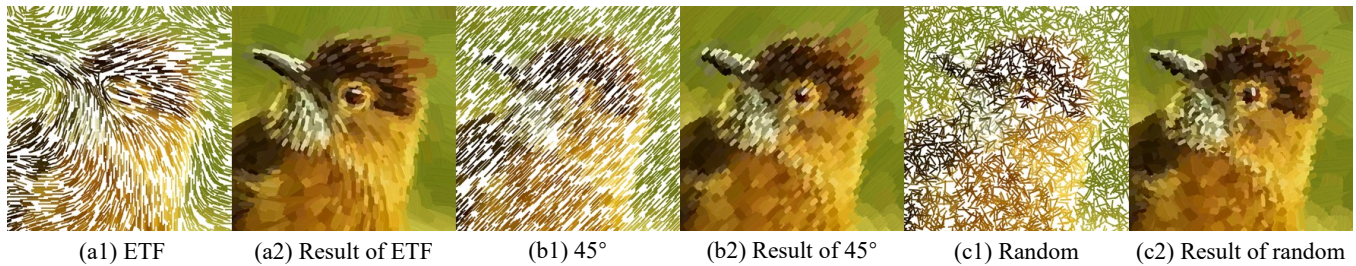 (a1) ETF (a2) Result of ETF (b1) 45° (b2) Result of 45° (c1) Random (c2) Result of random